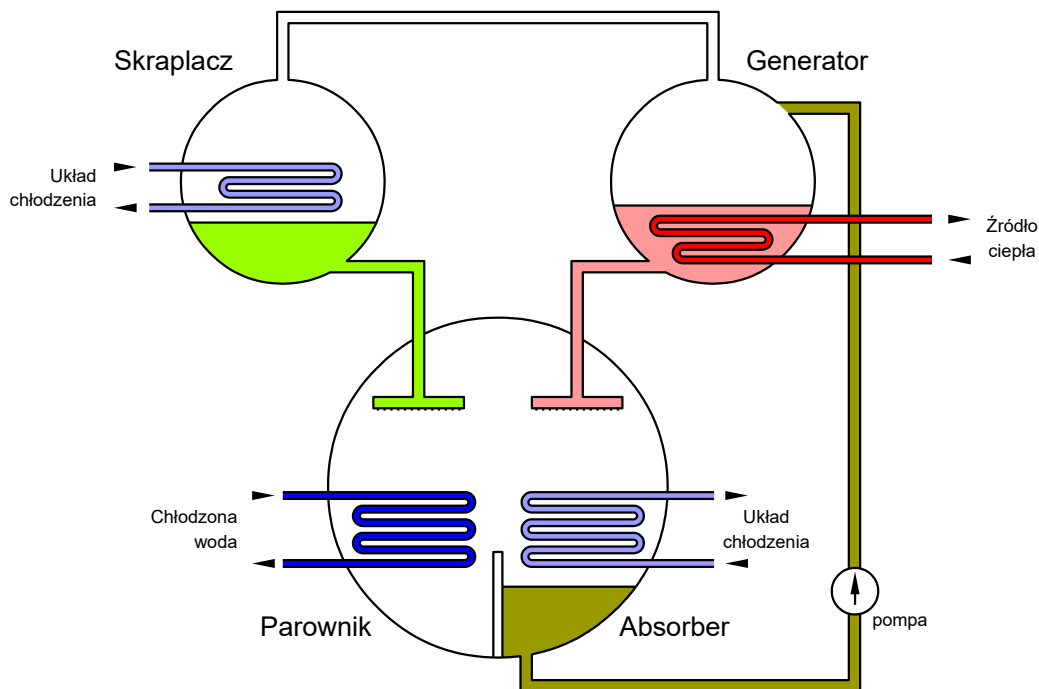 Skraplacz
Generator
Układ
chłodzenia
Źródło
ciepła
Chłodzona
woda
Układ
chłodzenia
Parownik
Absorber
pompa